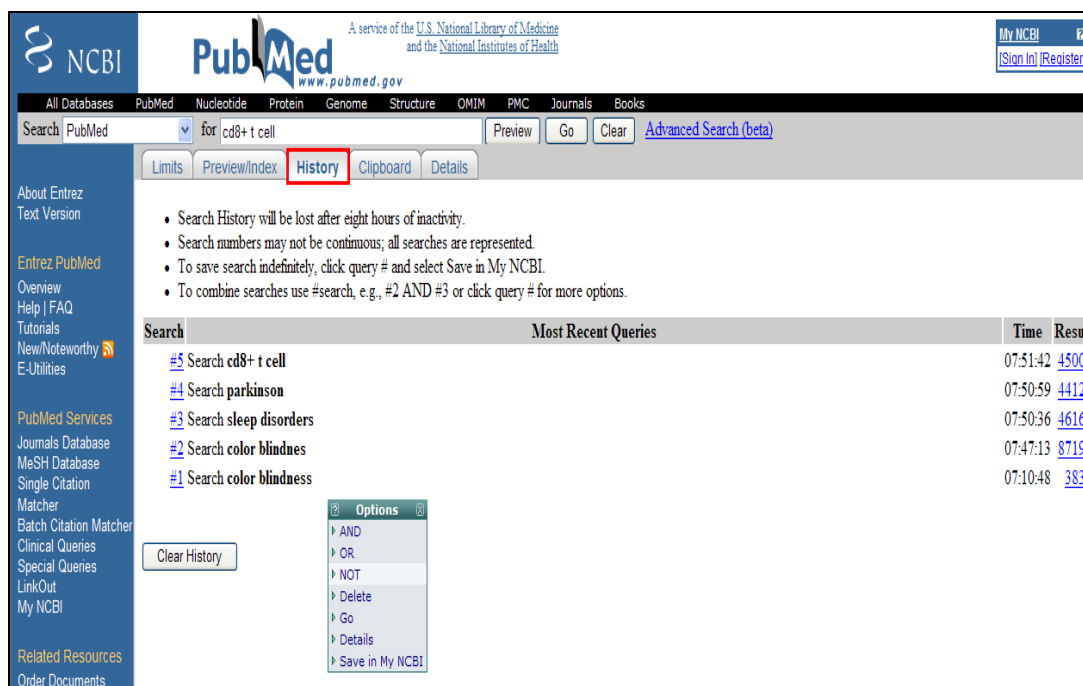 NCBI
PubMed
www.pubmed.gov
A service of the U.S. National Library of Medicine
and the National Institutes of Health
My NCBI
[Sign In] [Register
All Databases PubMed Nucleotide Protein Genome Structure OMIM PMC Journals Books
Search PubMed for cd8+ t cell Preview Go Clear Advanced Search (beta)
Limits Preview/Index History Clipboard Details
About Entrez
Text Version
Entrez PubMed
Overview
Help | FAQ
Tutorials
New/Noteworthy
E-Utilities
PubMed Services
Journals Database
MeSH Database
Single Citation
Matcher
Batch Citation Matcher
Clinical Queries
Special Queries
LinkOut
My NCBI
Related Resources
Order Documents
• Search History will be lost after eight hours of inactivity.
• Search numbers may not be continuous; all searches are represented.
• To save search indefinitely, click query # and select Save in My NCBI.
• To combine searches use #search, e.g., #2 AND #3 or click query # for more options.
Search Most Recent Queries Time Resu
#5 Search cd8+ t cell 07:51:42 4500
#4 Search parkinson 07:50:59 4412
#3 Search sleep disorders 07:50:36 4616
#2 Search color blindnes 07:47:13 8719
#1 Search color blindness 07:10:48 383
Clear History
? Options x
AND
OR
NOT
Delete
Go
Details
Save in My NCBI